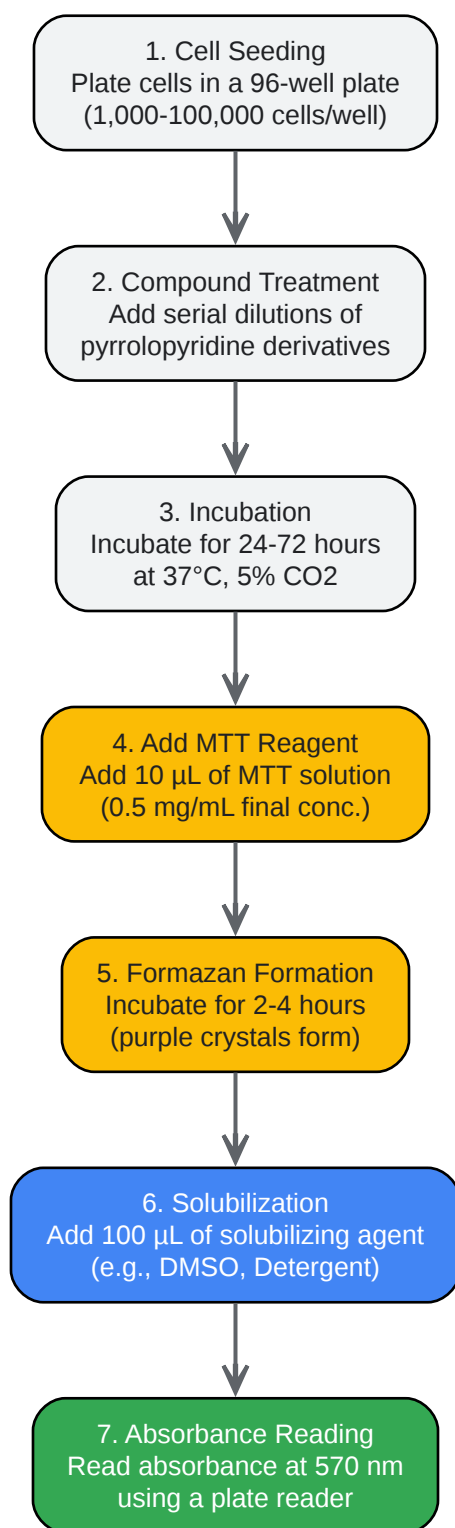 1. Cell Seeding
Plate cells in a 96-well plate
(1,000-100,000 cells/well)
2. Compound Treatment
Add serial dilutions of
pyrrolopyridine derivatives
3. Incubation
Incubate for 24-72 hours
at 37°C, 5% CO2
4. Add MTT Reagent
Add 10 µL of MTT solution
(0.5 mg/mL final conc.)
5. Formazan Formation
Incubate for 2-4 hours
(purple crystals form)
6. Solubilization
Add 100 µL of solubilizing agent
(e.g., DMSO, Detergent)
7. Absorbance Reading
Read absorbance at 570 nm
using a plate reader